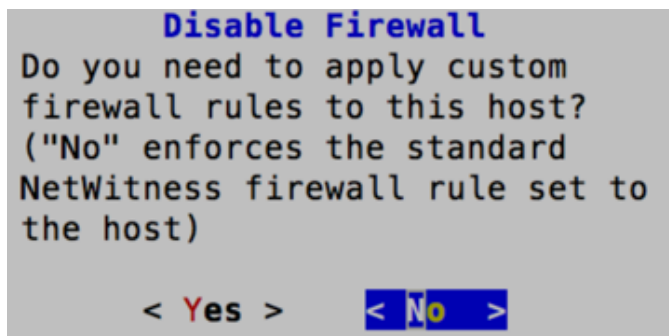 Disable Firewall
Do you need to apply custom
firewall rules to this host?
("No" enforces the standard
NetWitness firewall rule set to
the host)
< Yes > < No >